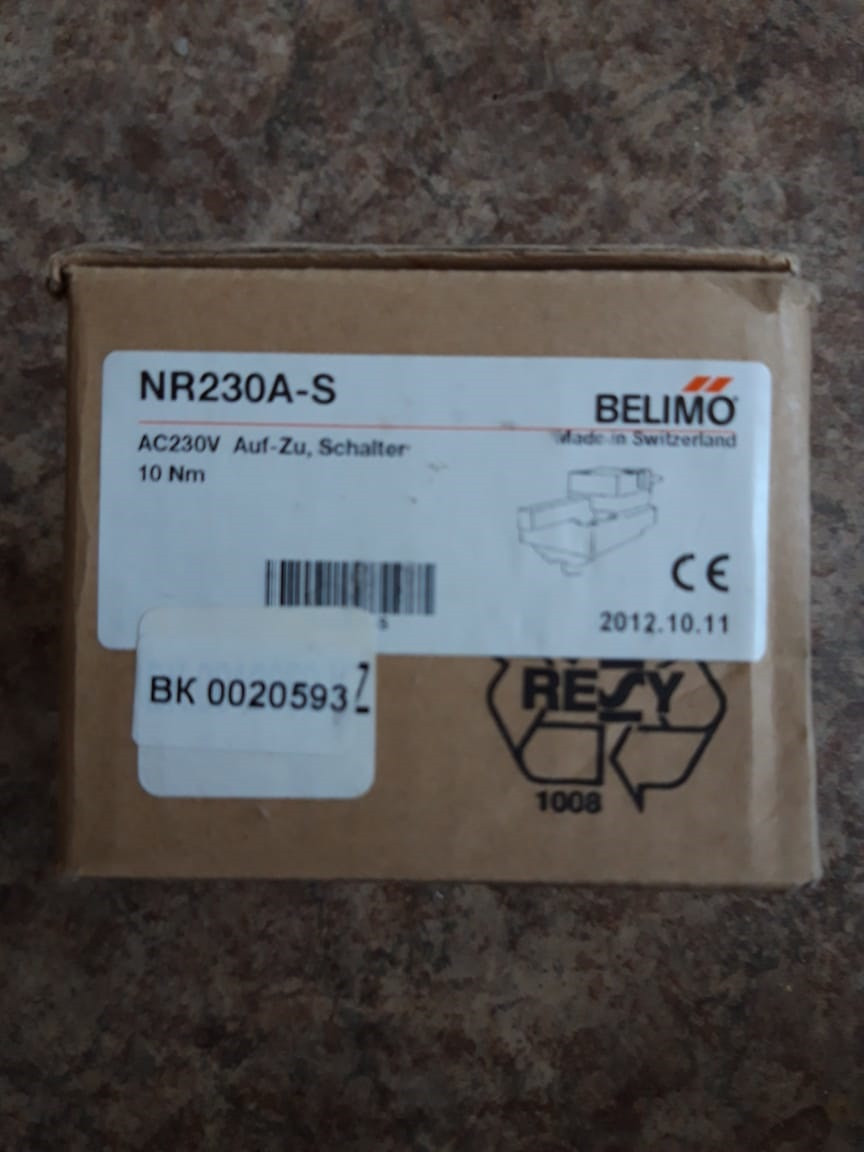 NR230A-S
BELIMO
Made in Switzerland
AC230V Auf-Zu, Schalter
10 Nm
CE
2012.10.11
BK 0020593
RESY
1008